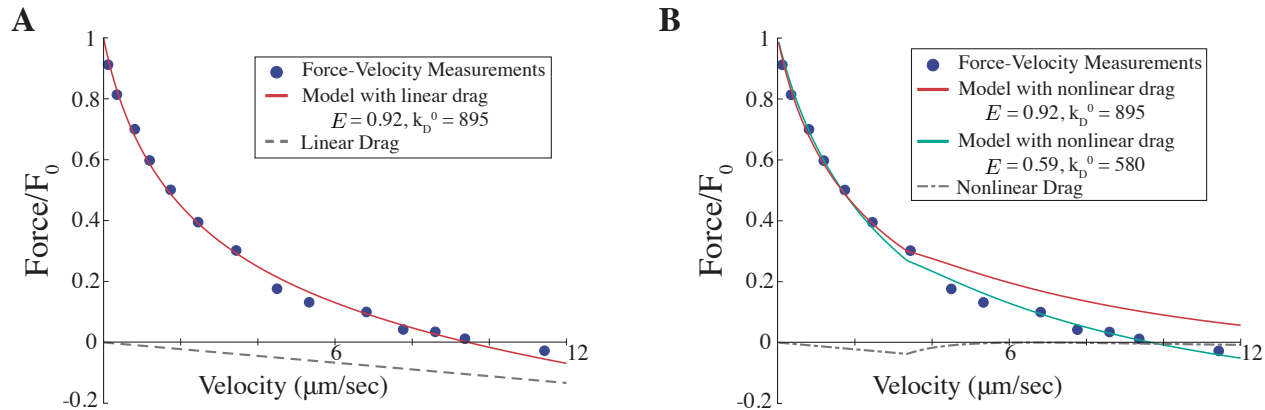 A
Force/F₀
1
0.8
0.6
0.4
0.2
0
-0.2
6
12
Velocity (μm/sec)
Force-Velocity Measurements
Model with linear drag
E = 0.92, k_D⁰ = 895
Linear Drag
B
Force/F₀
1
0.8
0.6
0.4
0.2
0
-0.2
6
12
Velocity (μm/sec)
Force-Velocity Measurements
Model with nonlinear drag
E = 0.92, k_D⁰ = 895
Model with nonlinear drag
E = 0.59, k_D⁰ = 580
Nonlinear Drag